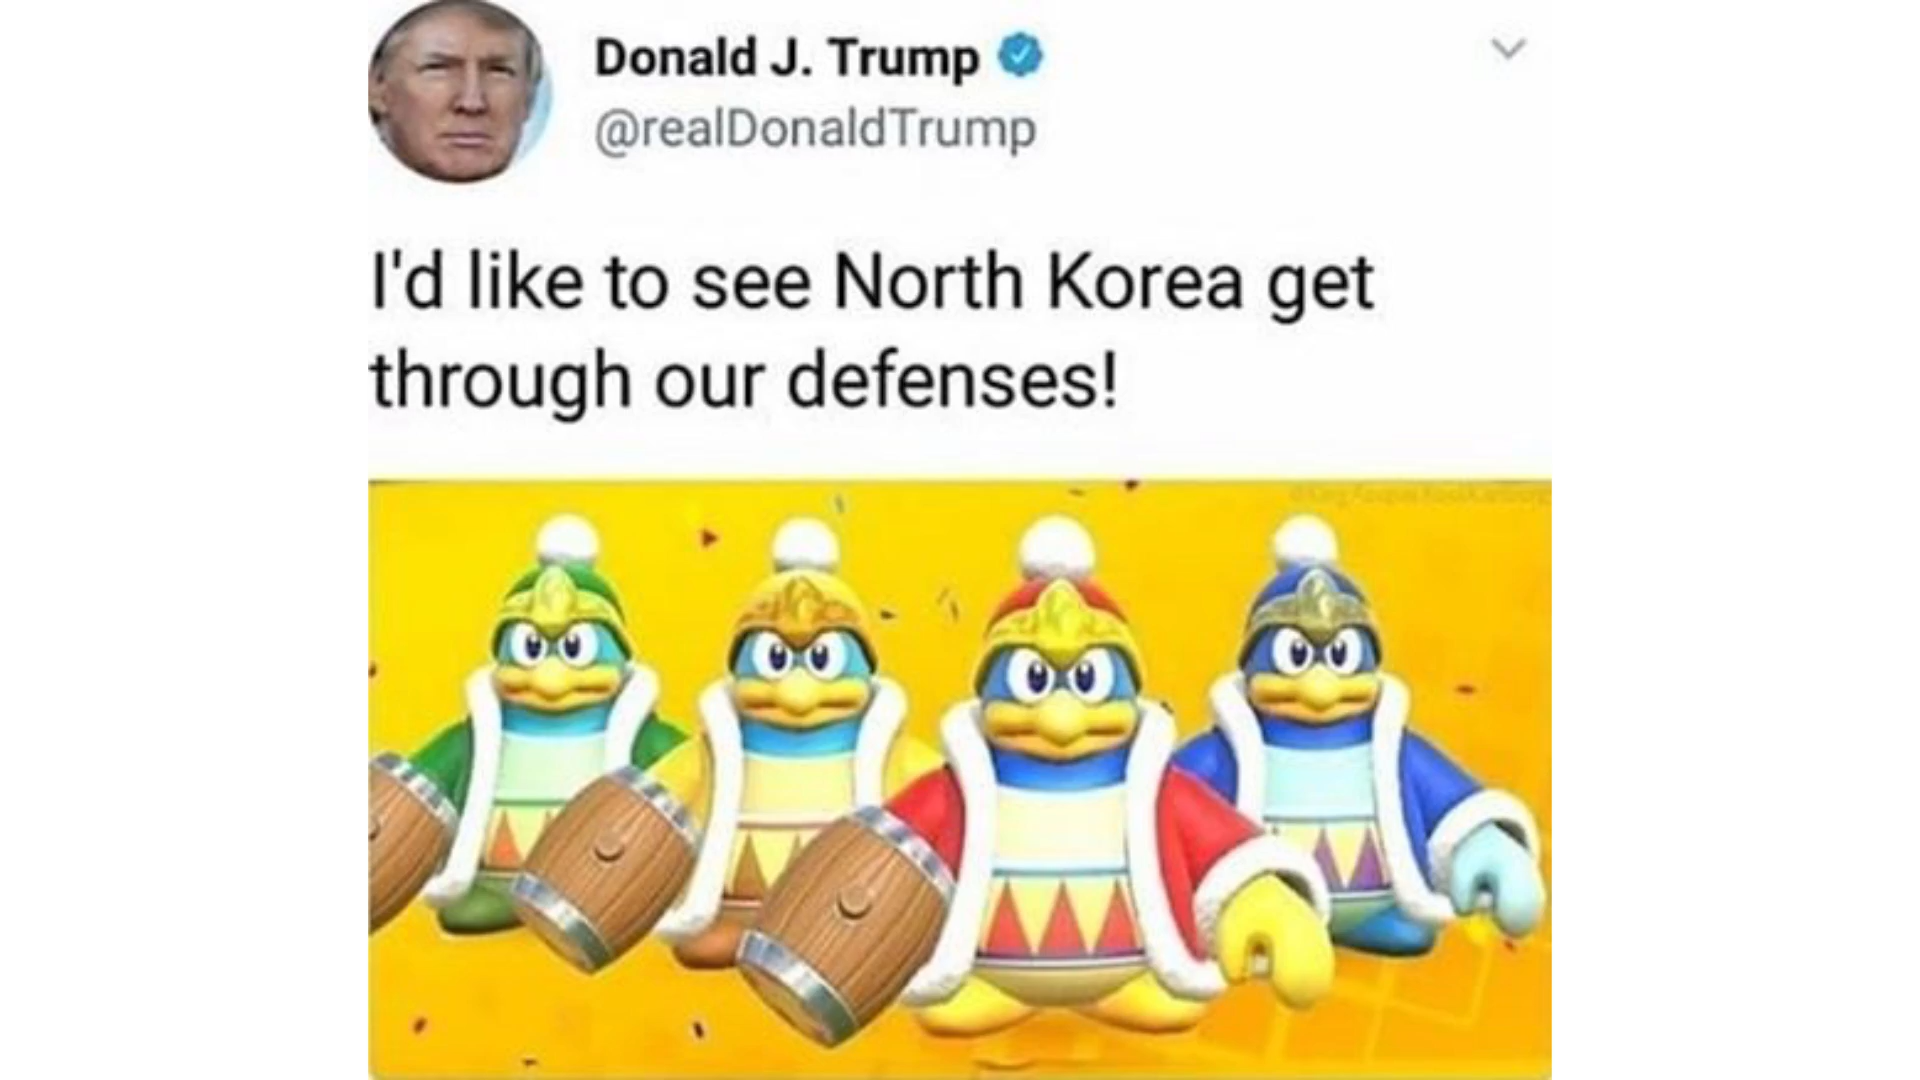 Donald J. Trump
@realDonaldTrump
I'd like to see North Korea get
through our defenses!